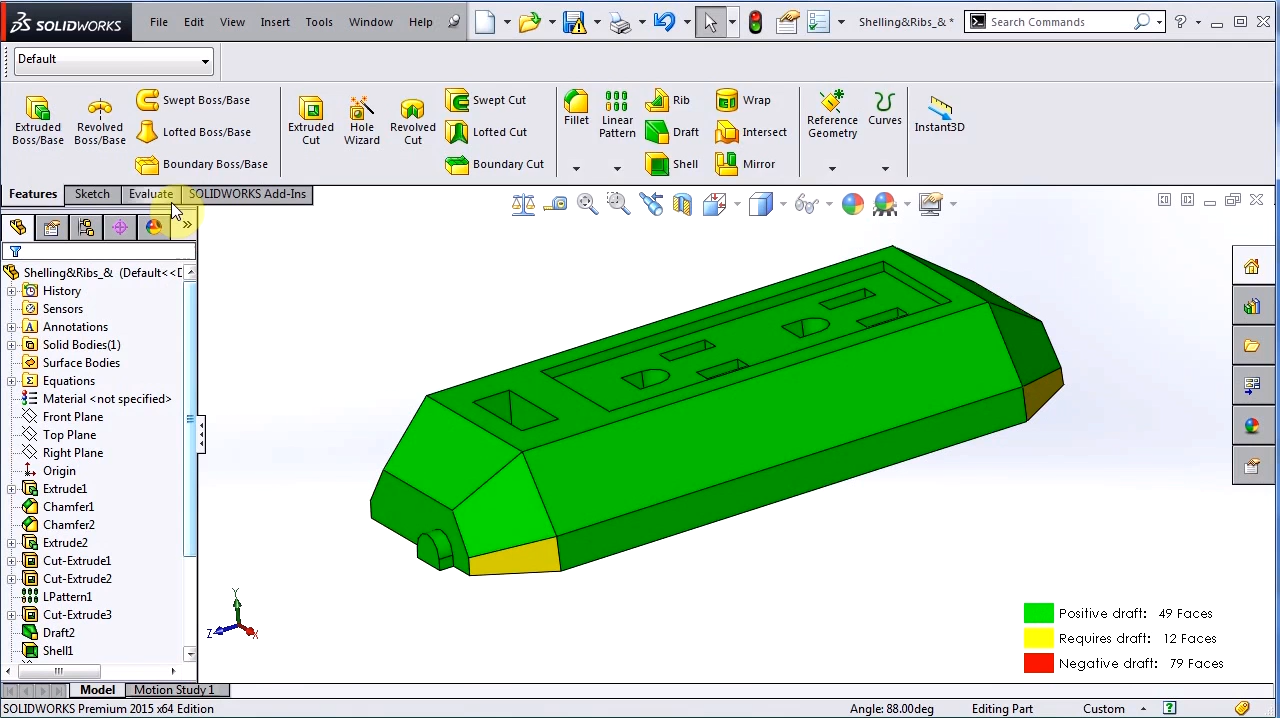 SOLIDWORKS File Edit View Insert Tools Window Help Shelling&Ribs_& * Search Commands ?
Default
Extruded Boss/Base
Revolved Boss/Base
Swept Boss/Base
Lofted Boss/Base
Boundary Boss/Base
Extruded Cut
Hole Wizard
Revolved Cut
Swept Cut
Lofted Cut
Boundary Cut
Fillet
Linear Pattern
Rib
Draft
Shell
Wrap
Intersect
Mirror
Reference Geometry
Curves
Instant3D
Features Sketch Evaluate SOLIDWORKS Add-Ins
Shelling&Ribs_& (Default<<D
History
Sensors
Annotations
Solid Bodies(1)
Surface Bodies
Equations
Material <not specified>
Front Plane
Top Plane
Right Plane
Origin
Extrude1
Chamfer1
Chamfer2
Extrude2
Cut-Extrude1
Cut-Extrude2
LPattern1
Cut-Extrude3
Draft2
Shell1
Y
Z X
Positive draft: 49 Faces
Requires draft: 12 Faces
Negative draft: 79 Faces
Model Motion Study 1
SOLIDWORKS Premium 2015 x64 Edition Angle: 88.00deg Editing Part Custom ?